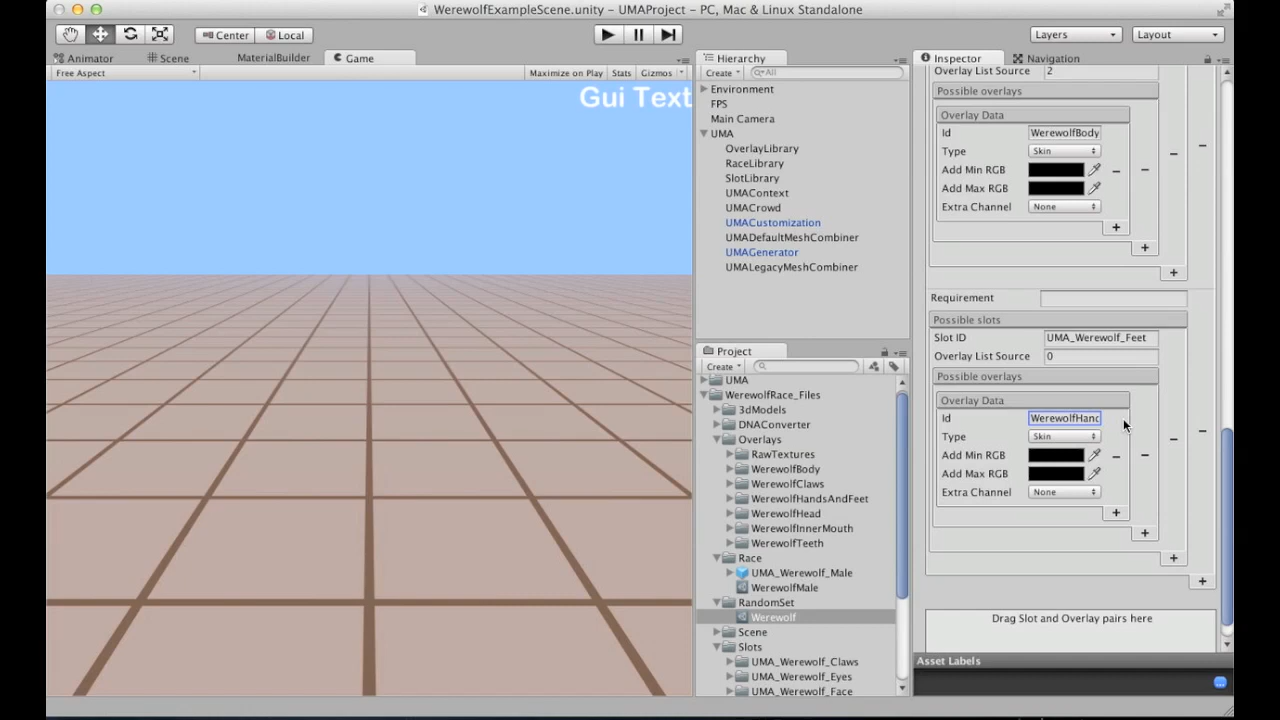 WerewolfExampleScene.unity – UMAProject – PC, Mac & Linux Standalone
Center
Local
Layers
Layout
Animator
Scene
MaterialBuilder
Game
Free Aspect
Maximize on Play
Stats
Gizmos
Gui Text
Hierarchy
Create
All
Environment
FPS
Main Camera
UMA
OverlayLibrary
RaceLibrary
SlotLibrary
UMAContext
UMACrowd
UMACustomization
UMADefaultMeshCombiner
UMAGenerator
UMALegacyMeshCombiner
Project
Create
UMA
WerewolfRace_Files
3dModels
DNAConverter
Overlays
RawTextures
WerewolfBody
WerewolfClaws
WerewolfHandsAndFeet
WerewolfHead
WerewolfInnerMouth
WerewolfTeeth
Race
UMA_Werewolf_Male
WerewolfMale
RandomSet
Werewolf
Scene
Slots
UMA_Werewolf_Claws
UMA_Werewolf_Eyes
UMA_Werewolf_Face
Inspector
Navigation
Overlay List Source 2
Possible overlays
Overlay Data
Id WerewolfBody
Type Skin
Add Min RGB
Add Max RGB
Extra Channel None
Requirement
Possible slots
Slot ID UMA_Werewolf_Feet
Overlay List Source 0
Possible overlays
Overlay Data
Id WerewolfHanc
Type Skin
Add Min RGB
Add Max RGB
Extra Channel None
Drag Slot and Overlay pairs here
Asset Labels